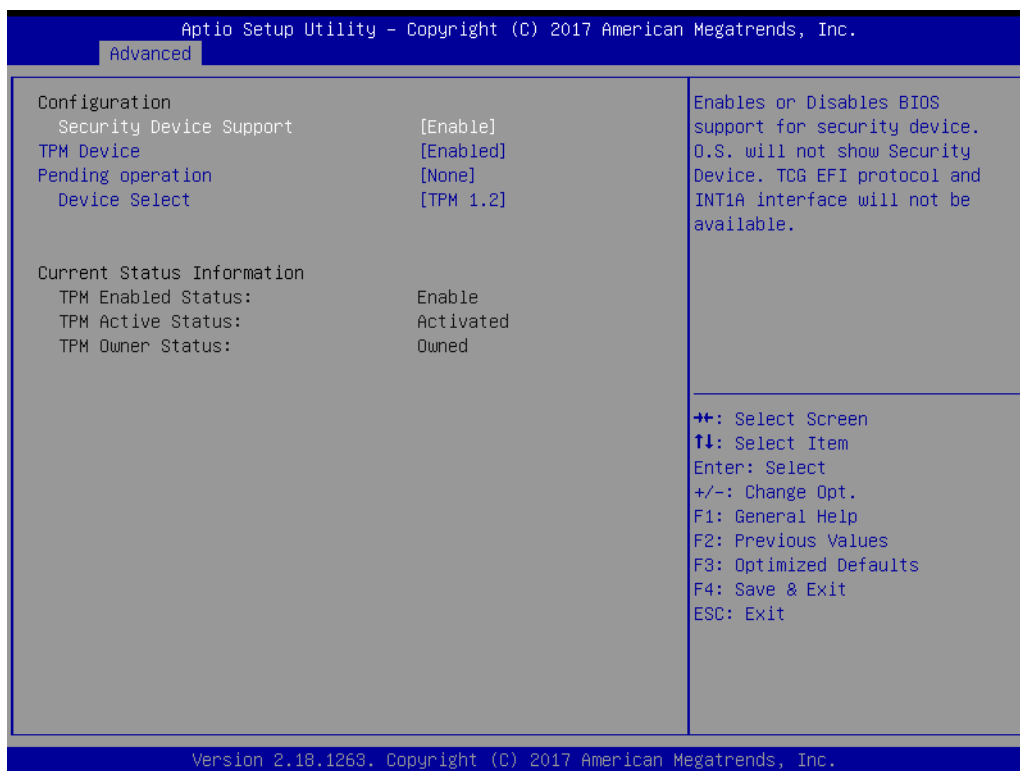 Aptio Setup Utility – Copyright (C) 2017 American Megatrends, Inc.
Advanced
Configuration
Security Device Support [Enable]
TPM Device [Enabled]
Pending operation [None]
Device Select [TPM 1.2]
Current Status Information
TPM Enabled Status: Enable
TPM Active Status: Activated
TPM Owner Status: Owned
Enables or Disables BIOS
support for security device.
O.S. will not show Security
Device. TCG EFI protocol and
INT1A interface will not be
available.
→←: Select Screen
↑↓: Select Item
Enter: Select
+/-: Change Opt.
F1: General Help
F2: Previous Values
F3: Optimized Defaults
F4: Save & Exit
ESC: Exit
Version 2.18.1263. Copyright (C) 2017 American Megatrends, Inc.